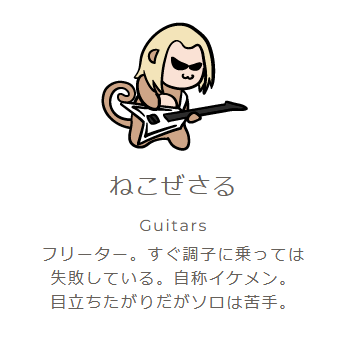 ねこぜさる
Guitars
フリーター。すぐ調子に乗っては
失敗している。自称イケメン。
目立ちたがりだがソロは苦手。